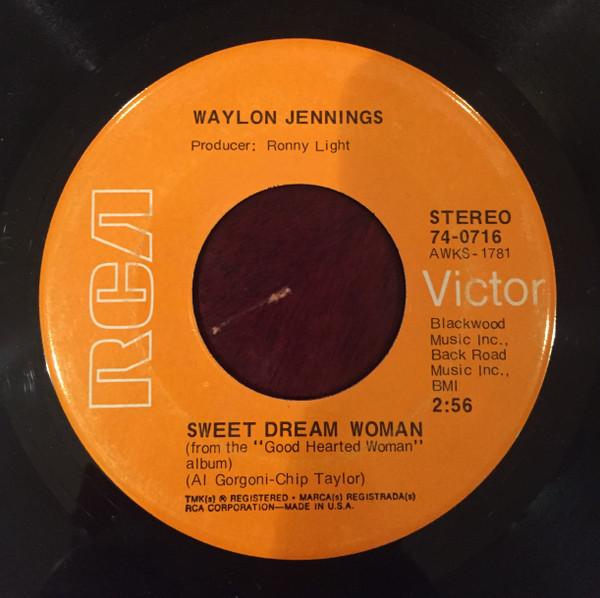 WAYLON JENNINGS
Producer: Ronny Light
RCA
STEREO
74-0716
AWKS-1781
Victor
Blackwood
Music Inc.,
Back Road
Music Inc.,
BMI
2:56
SWEET DREAM WOMAN
(from the "Good Hearted Woman"
album)
(Al Gorgoni-Chip Taylor)
TMK(s) ® REGISTERED • MARCA(s) REGISTRADA(s)
RCA CORPORATION—MADE IN U.S.A.